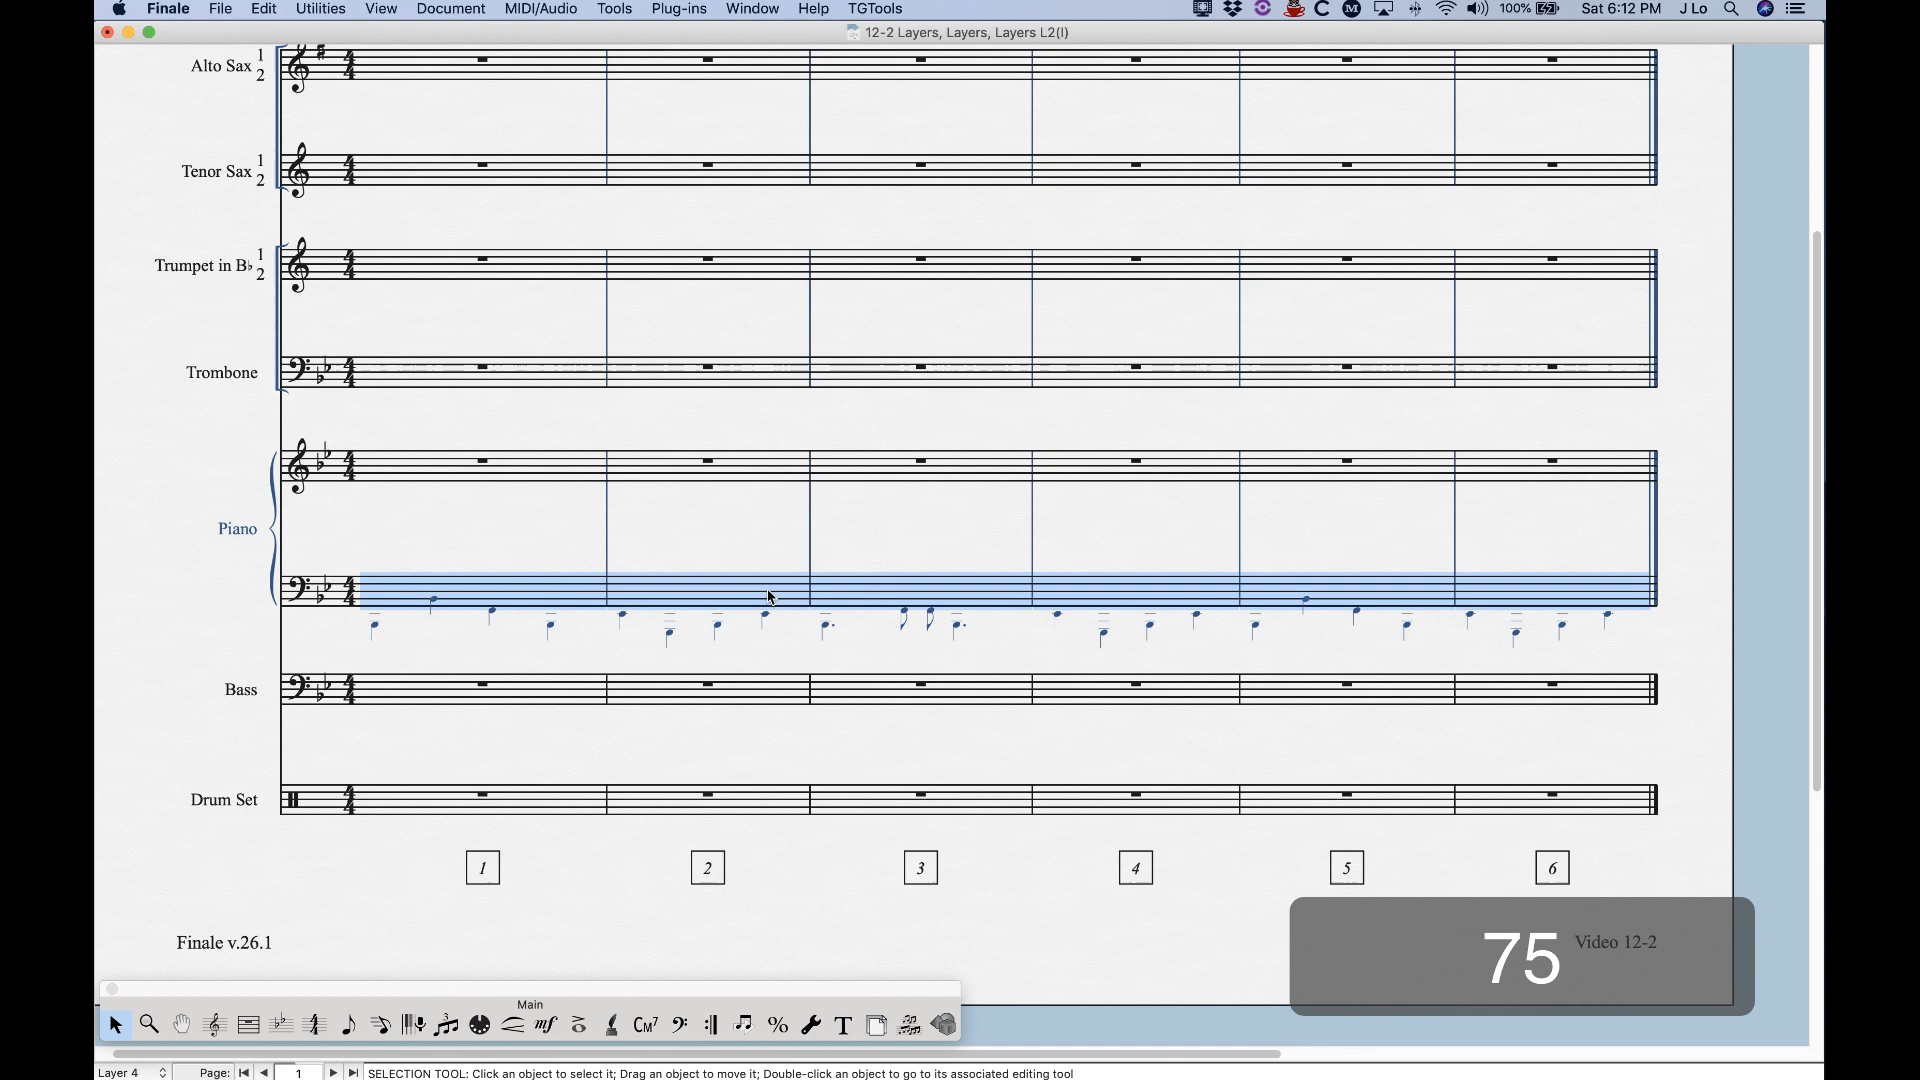 Finale File Edit Utilities View Document MIDI/Audio Tools Plug-ins Window Help TGTools 100% Sat 6:12 PM J Lo
12-2 Layers, Layers, Layers L2(I)
Alto Sax 1 2
Tenor Sax 1 2
Trumpet in B♭ 1 2
Trombone
Piano
Bass
Drum Set
1 2 3 4 5 6
Finale v.26.1
75
Video 12-2
Main
CM7
Layer 4 Page: 1 SELECTION TOOL: Click an object to select it; Drag an object to move it; Double-click an object to go to its associated editing tool